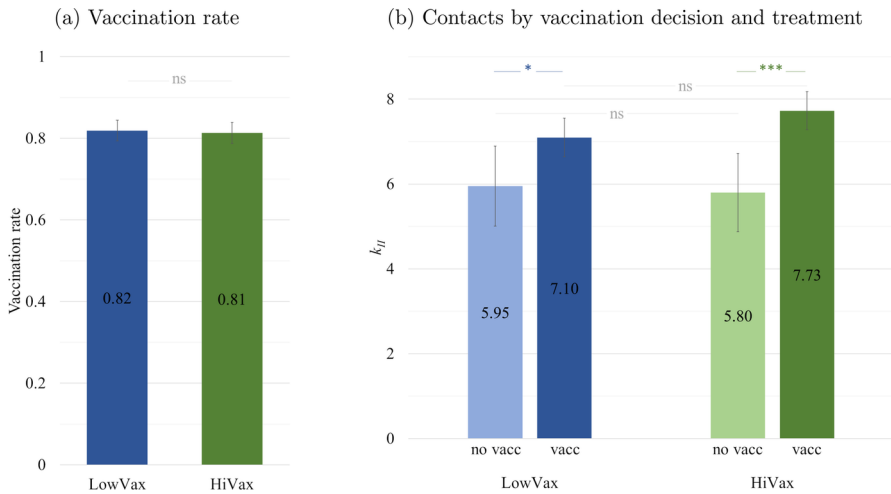 (a) Vaccination rate
1
0.8
0.6
0.4
0.2
0
Vaccination rate
ns
0.82
0.81
LowVax
HiVax
(b) Contacts by vaccination decision and treatment
8
6
4
2
0
k_II
*
***
ns
ns
5.95
7.10
5.80
7.73
no vacc
vacc
no vacc
vacc
LowVax
HiVax